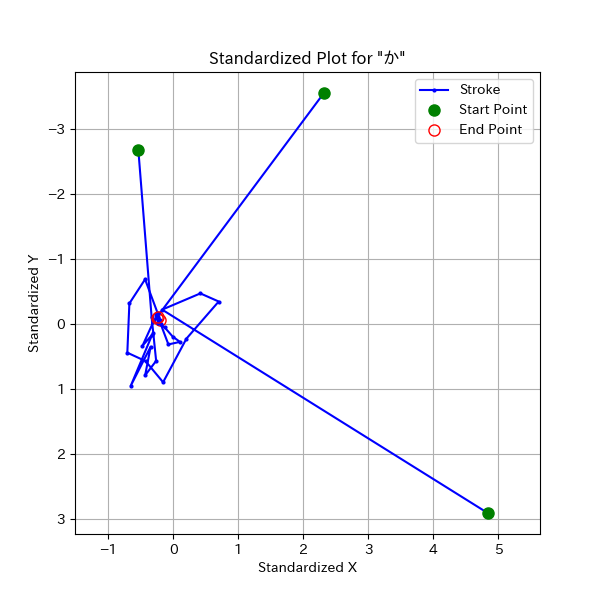 Standardized Plot for "か"
Stroke
Start Point
End Point
Standardized Y
−3
−2
−1
0
1
2
3
−1 0 1 2 3 4 5
Standardized X